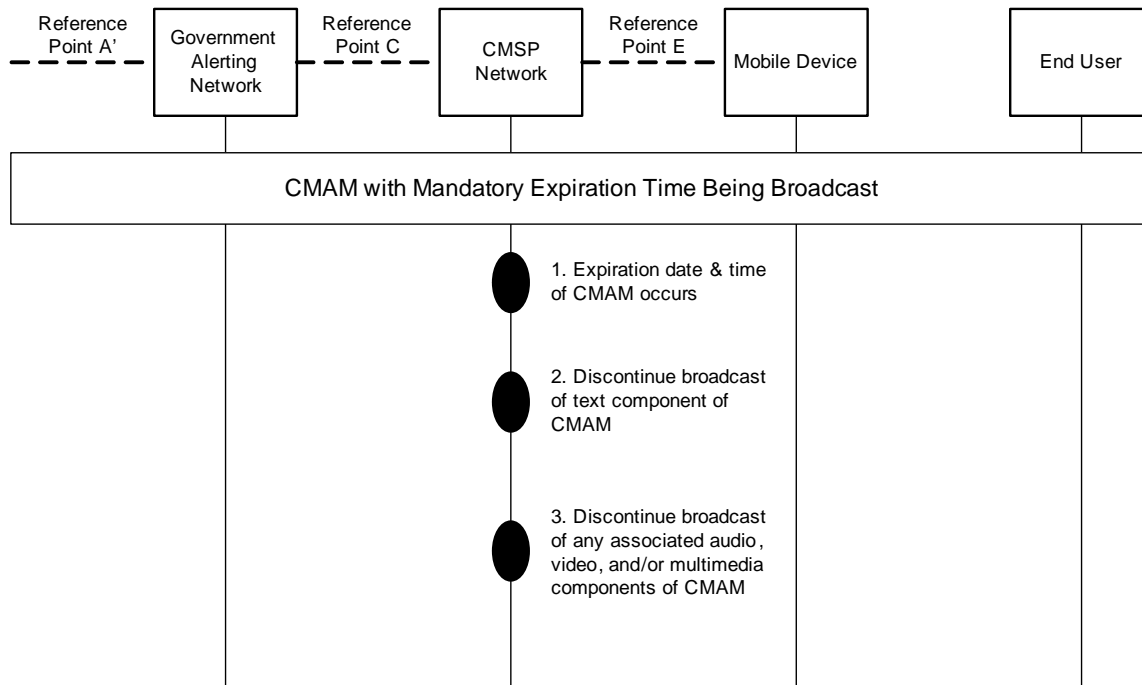 Reference
Point A’
Government
Alerting
Network
Reference
Point C
CMSP
Network
Reference
Point E
Mobile Device
End User
CMAM with Mandatory Expiration Time Being Broadcast
1. Expiration date & time
of CMAM occurs
2. Discontinue broadcast
of text component of
CMAM
3. Discontinue broadcast
of any associated audio,
video, and/or multimedia
components of CMAM